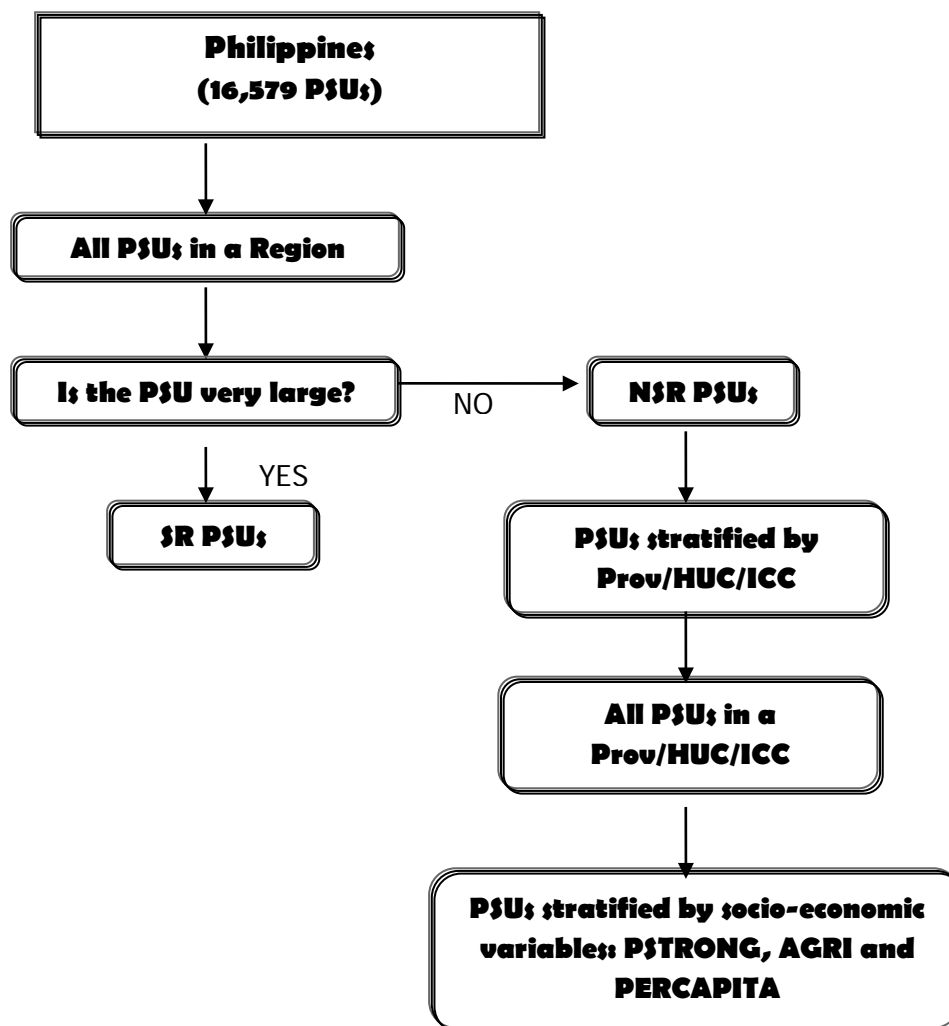 Philippines
(16,579 PSUs)
All PSUs in a Region
Is the PSU very large?
NO
NSR PSUs
YES
SR PSUs
PSUs stratified by
Prov/HUC/ICC
All PSUs in a
Prov/HUC/ICC
PSUs stratified by socio-economic
variables: PSTRONG, AGRI and
PERCAPITA